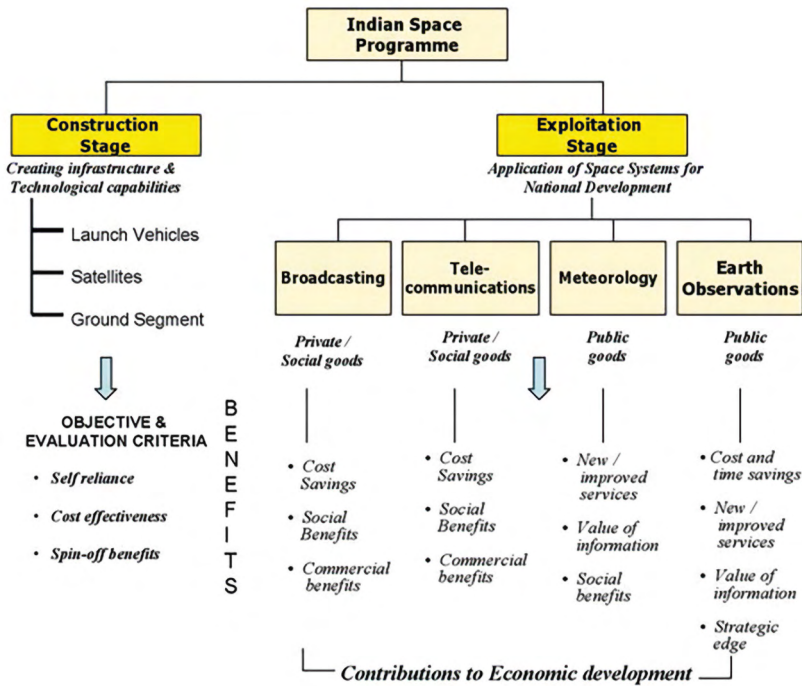 Indian Space
Programme
Construction
Stage
Creating infrastructure &
Technological capabilities
Launch Vehicles
Satellites
Ground Segment
OBJECTIVE &
EVALUATION CRITERIA
• Self reliance
• Cost effectiveness
• Spin-off benefits
BENEFITS
Exploitation
Stage
Application of Space Systems for
National Development
Broadcasting
Private /
Social goods
• Cost
Savings
• Social
Benefits
• Commercial
benefits
Tele-
communications
Private /
Social goods
• Cost
Savings
• Social
Benefits
• Commercial
benefits
Meteorology
Public
goods
• New /
improved
services
• Value of
information
• Social
benefits
Earth
Observations
Public
goods
• Cost and
time savings
• New /
improved
services
• Value of
information
• Strategic
edge
Contributions to Economic development